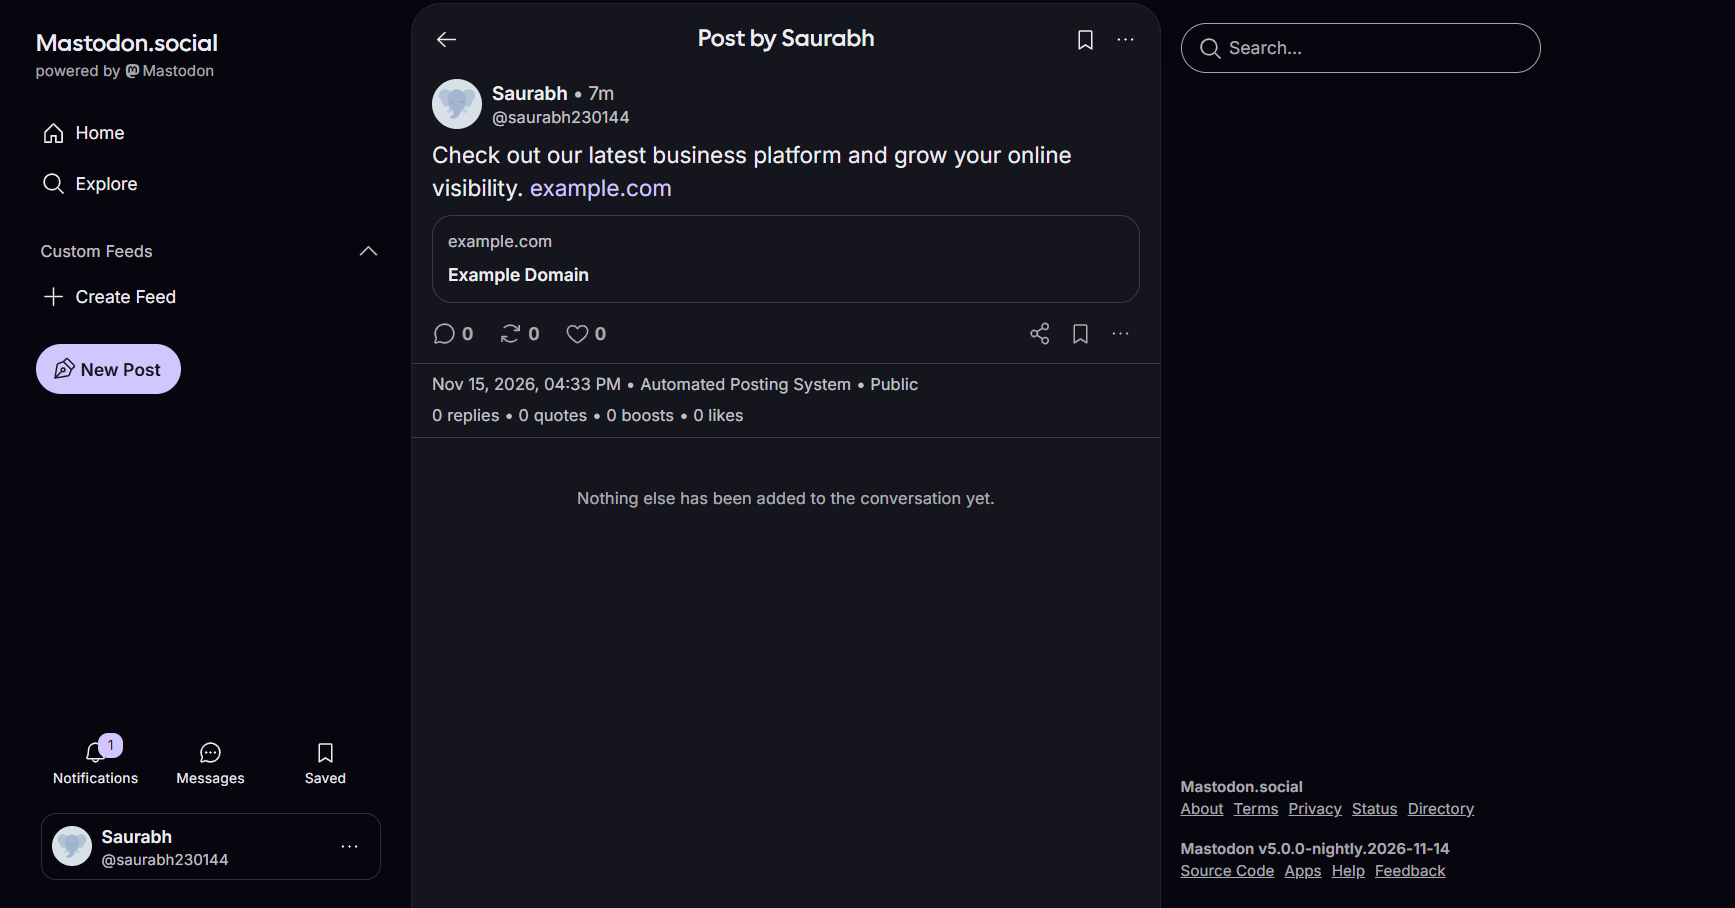 Mastodon.social
powered by Mastodon
Home
Explore
Custom Feeds
Create Feed
New Post
1
Notifications
Messages
Saved
Saurabh
@saurabh230144
Post by Saurabh
Saurabh • 7m
@saurabh230144
Check out our latest business platform and grow your online
visibility. example.com
example.com
Example Domain
0 0 0
Nov 15, 2026, 04:33 PM • Automated Posting System • Public
0 replies • 0 quotes • 0 boosts • 0 likes
Nothing else has been added to the conversation yet.
Search...
Mastodon.social
About Terms Privacy Status Directory
Mastodon v5.0.0-nightly.2026-11-14
Source Code Apps Help Feedback